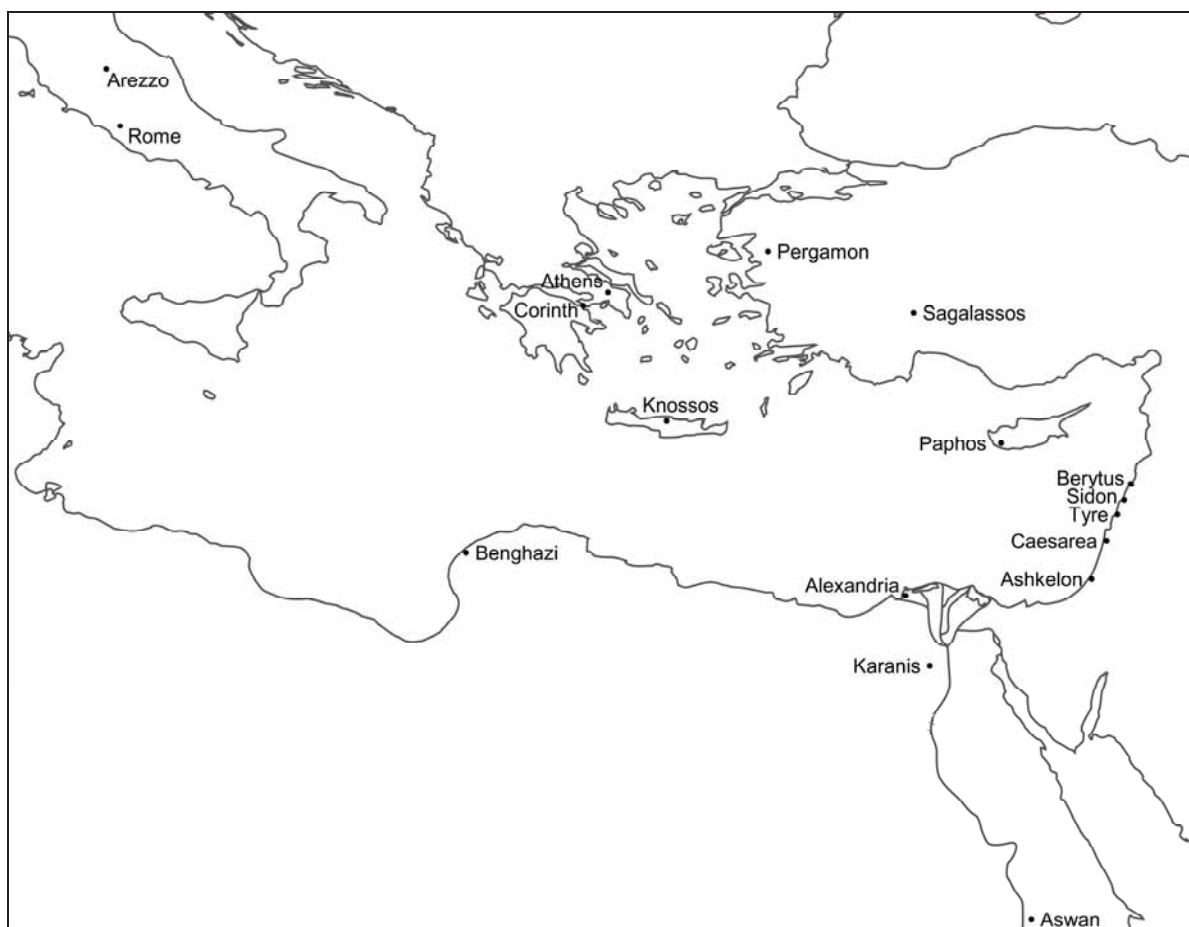 Arezzo
Rome
Pergamon
Athens
Corinth
Sagalassos
Knossos
Paphos
Berytus
Sidon
Tyre
Caesarea
Benghazi
Ashkelon
Alexandria
Karanis
Aswan